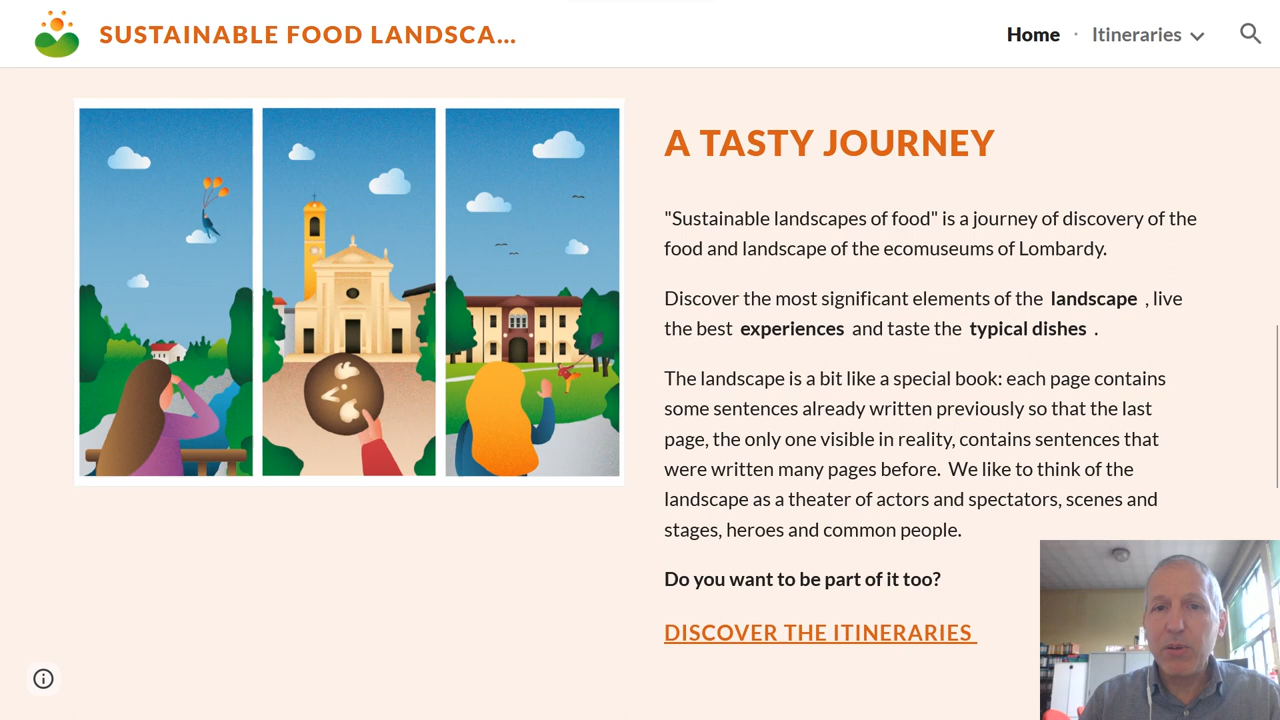 SUSTAINABLE FOOD LANDSCA...
Home · Itineraries
A TASTY JOURNEY
"Sustainable landscapes of food" is a journey of discovery of the
food and landscape of the ecomuseums of Lombardy.
Discover the most significant elements of the landscape , live
the best experiences and taste the typical dishes .
The landscape is a bit like a special book: each page contains
some sentences already written previously so that the last
page, the only one visible in reality, contains sentences that
were written many pages before. We like to think of the
landscape as a theater of actors and spectators, scenes and
stages, heroes and common people.
Do you want to be part of it too?
DISCOVER THE ITINERARIES